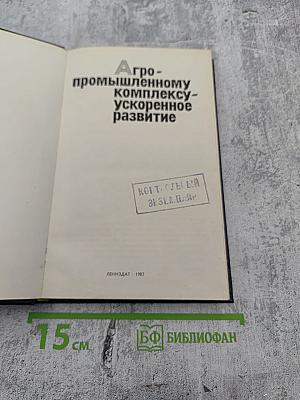 Агро-
промышленному
комплексу-
ускоренное
развитие
КОНТРОЛЬНЫЙ
ЭКЗЕМПЛЯР
ЛЕНИЗДАТ 1987
15 см
БФ БИБЛИОФАН